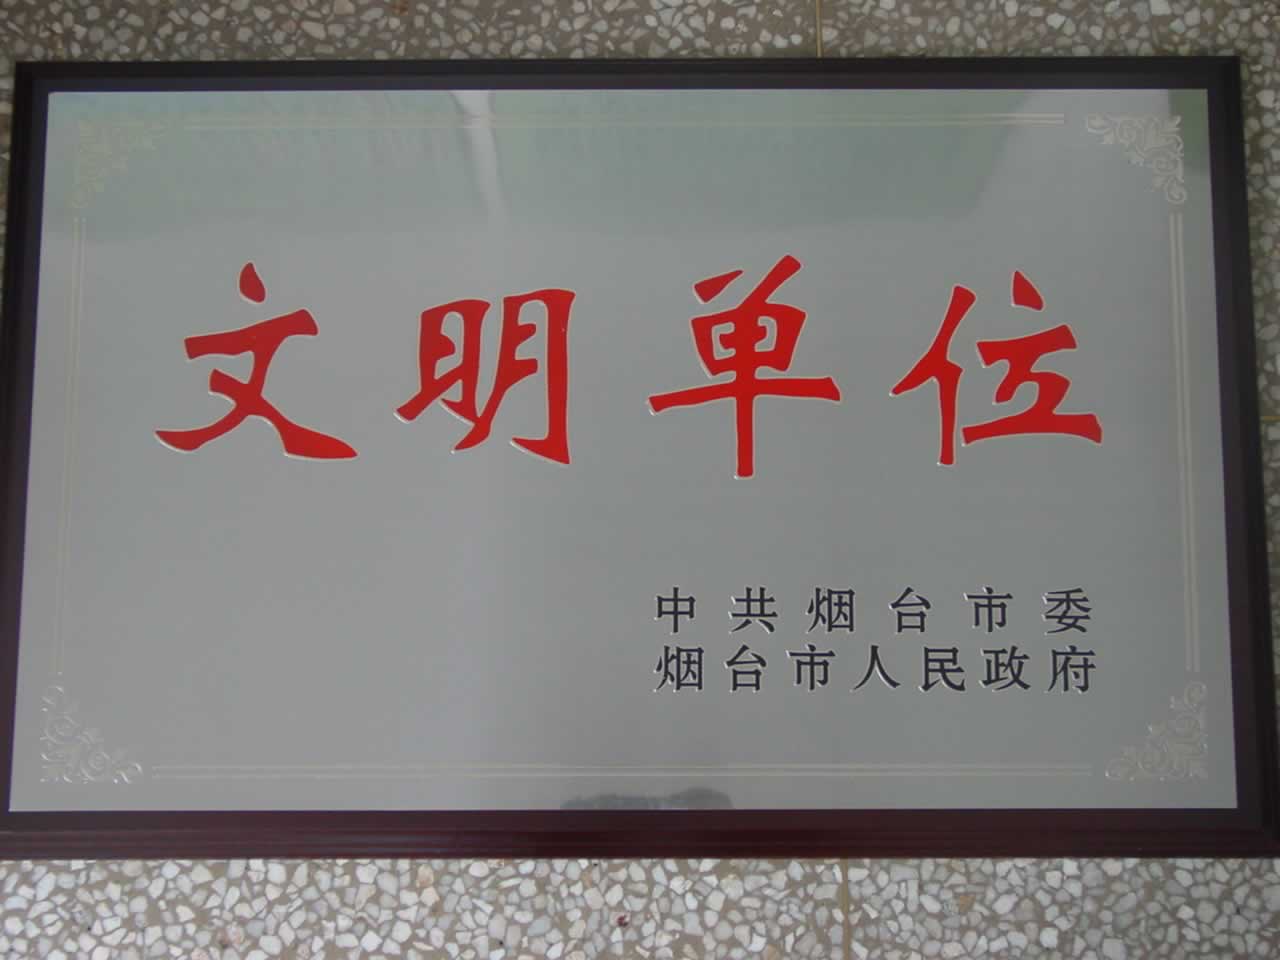 文明单位
中共烟台市委
烟台市人民政府